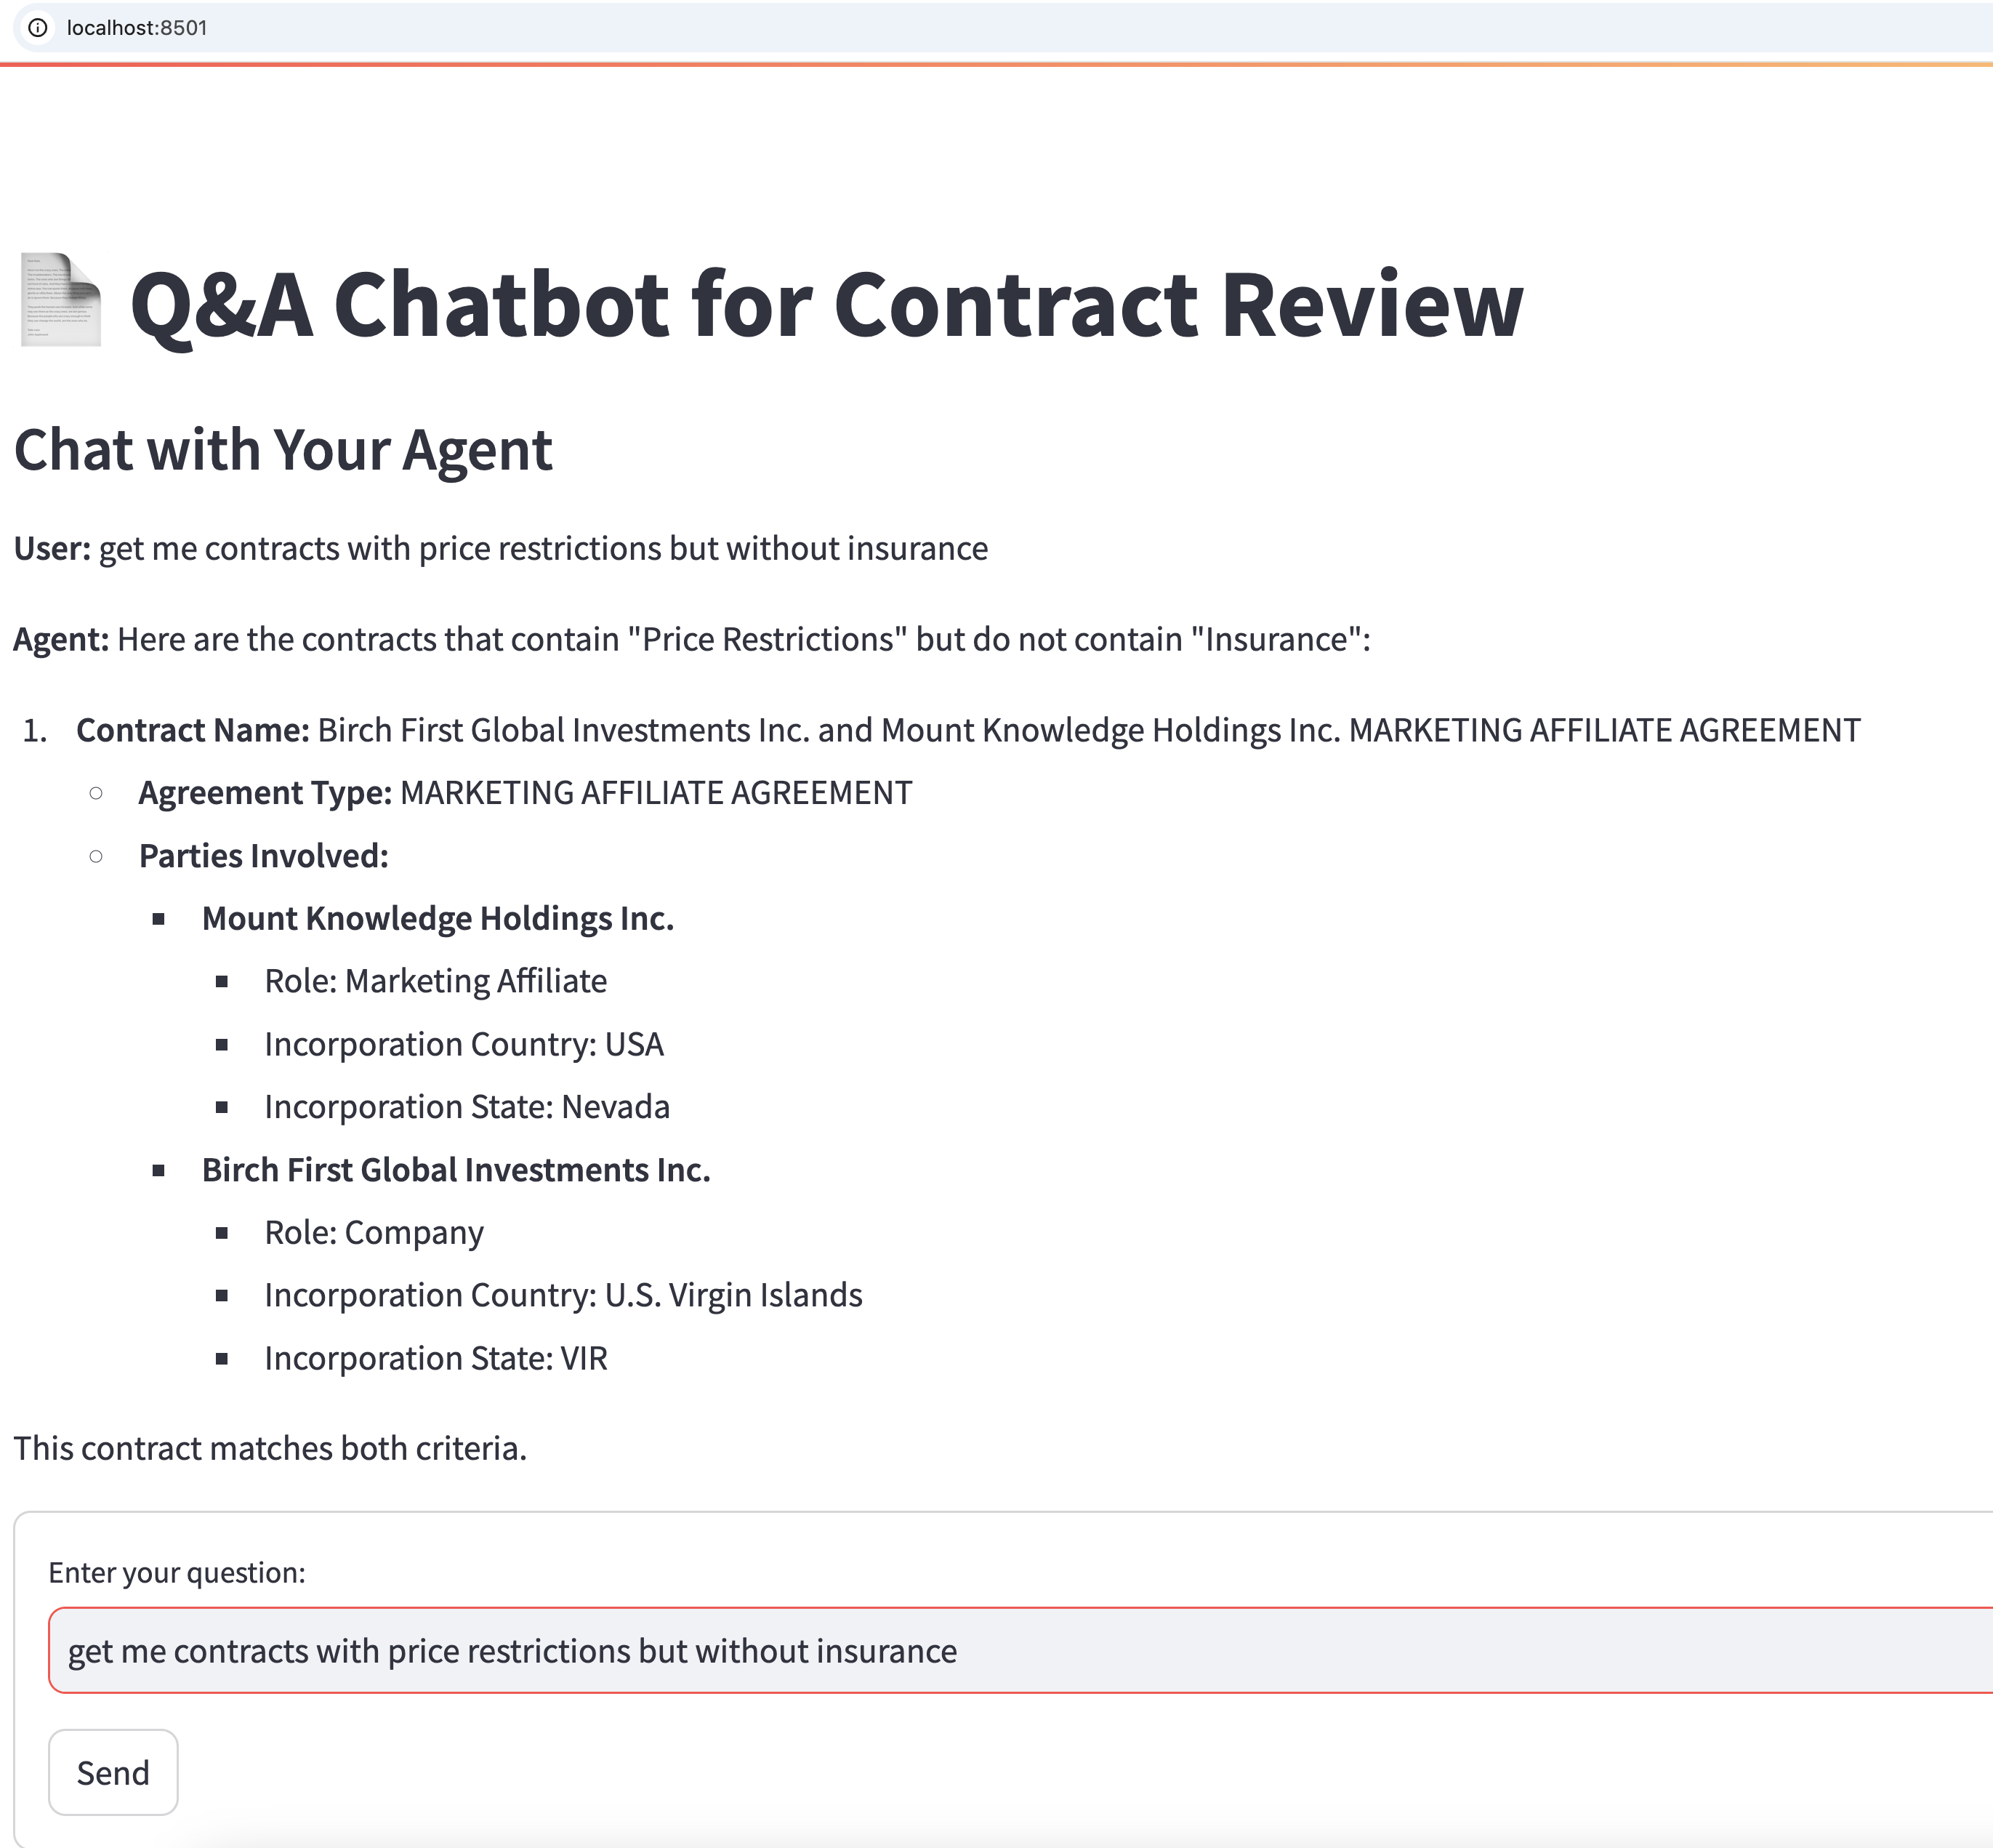 localhost:8501
Q&A Chatbot for Contract Review
Chat with Your Agent
User: get me contracts with price restrictions but without insurance
Agent: Here are the contracts that contain "Price Restrictions" but do not contain "Insurance":
1. Contract Name: Birch First Global Investments Inc. and Mount Knowledge Holdings Inc. MARKETING AFFILIATE AGREEMENT
Agreement Type: MARKETING AFFILIATE AGREEMENT
Parties Involved:
Mount Knowledge Holdings Inc.
Role: Marketing Affiliate
Incorporation Country: USA
Incorporation State: Nevada
Birch First Global Investments Inc.
Role: Company
Incorporation Country: U.S. Virgin Islands
Incorporation State: VIR
This contract matches both criteria.
Enter your question:
get me contracts with price restrictions but without insurance
Send